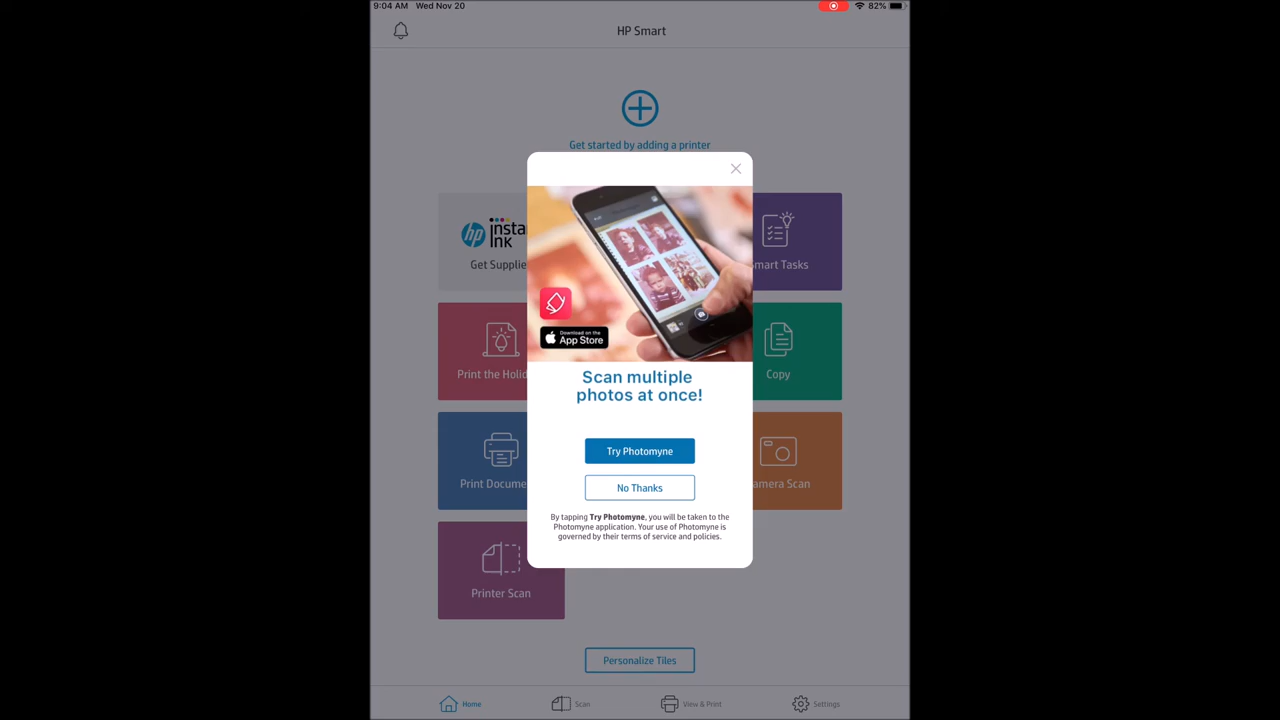 9:04 AM Wed Nov 20
82%
HP Smart
Get started by adding a printer
hp insta
ink
Get Supplie
mart Tasks
Print the Holid
Copy
Print Docume
amera Scan
Printer Scan
Download on the
App Store
Scan multiple
photos at once!
Try Photomyne
No Thanks
By tapping Try Photomyne, you will be taken to the
Photomyne application. Your use of Photomyne is
governed by their terms of service and policies.
Personalize Tiles
Home
Scan
View & Print
Settings